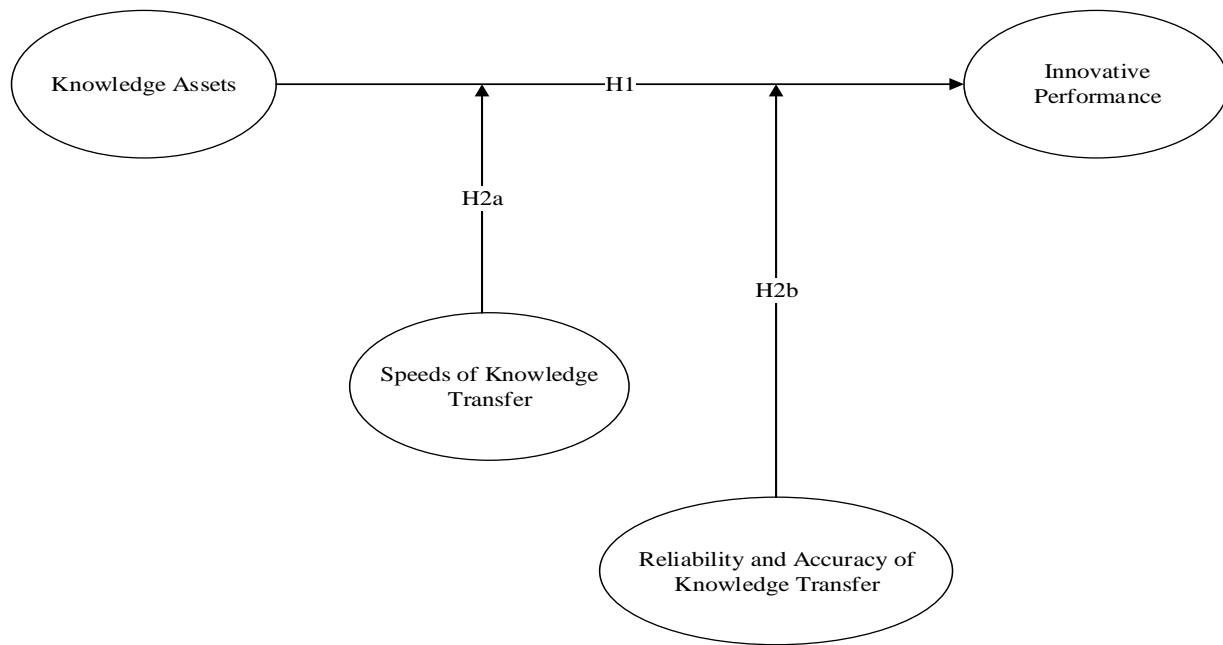 Knowledge Assets
H1
Innovative
Performance
H2a
H2b
Speeds of Knowledge
Transfer
Reliability and Accuracy of
Knowledge Transfer